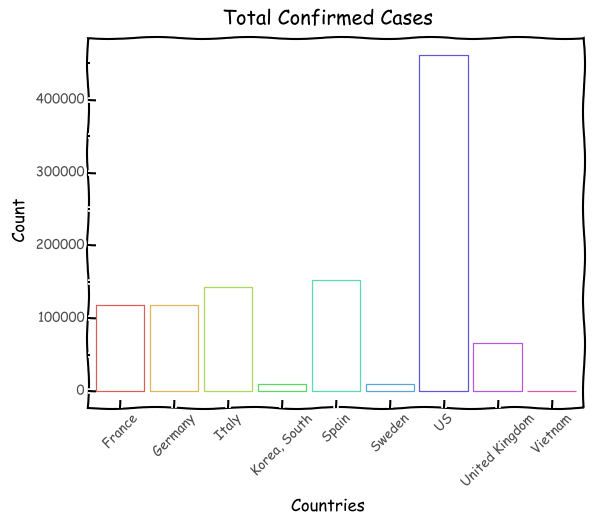 Total Confirmed Cases
Count
400000
300000
200000
100000
0
France
Germany
Italy
Korea, South
Spain
Sweden
US
United Kingdom
Vietnam
Countries